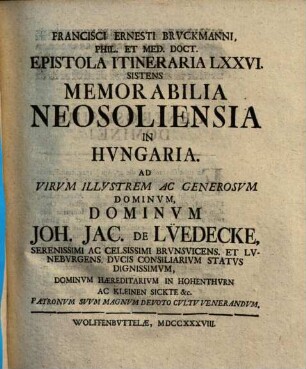 FRANCISCI ERNESTI BRVCKMANNI,
PHIL. ET MED. DOCT.
EPISTOLA ITINERARIA LXXVI.
SISTENS
MEMORABILIA
NEOSOLIENSIA
IN
HVNGARIA.
AD
VIRVM ILLVSTREM AC GENEROSVM
DOMINVM,
DOMINVM
JOH. JAC. DE LÜEDECKE,
SERENISSIMI AC CELSISSIMI BRVNSVICENS. ET LV-
NEBVRGENS. DVCIS CONSILIARIVM STATVS
DIGNISSIMVM,
DOMINVM HÆREDITARIVM IN HOHENTHVRN
AC KLEINEN SICKTE &c.
PATRONVM SVVM MAGNVM DEVOTO CVLTV VENERANDVM,
WOLFFENBVTTELÆ, MDCCXXXVIII.